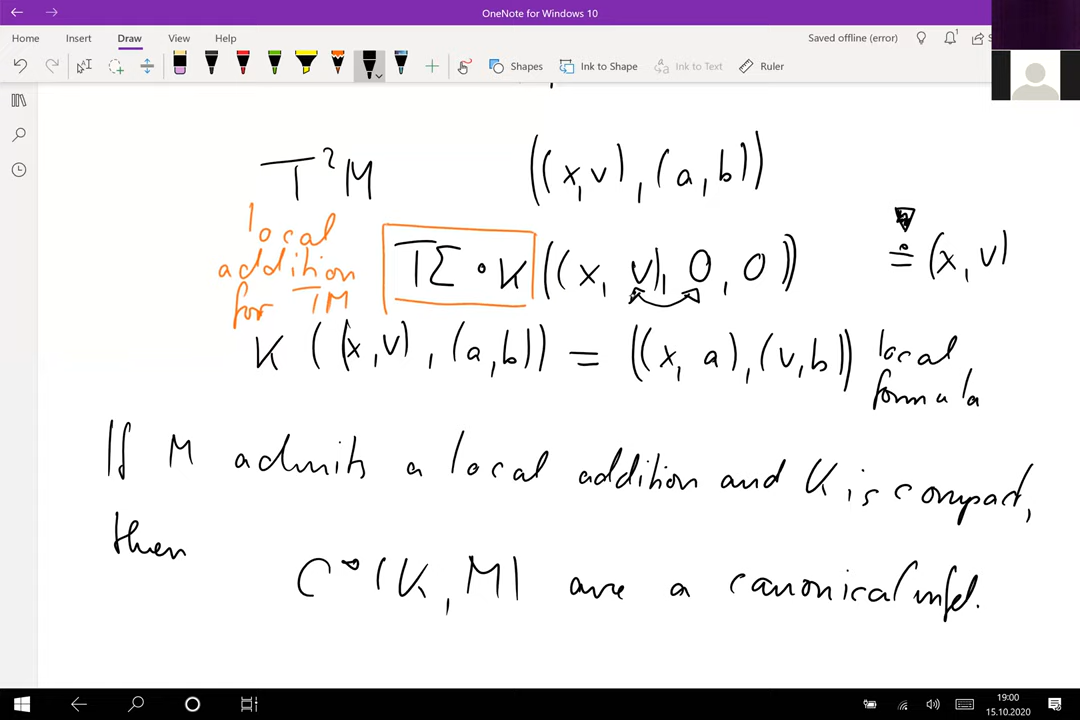 OneNote for Windows 10
Home Insert Draw View Help Saved offline (error)
Shapes Ink to Shape Ink to Text Ruler
T²M ((x,v),(a,b))
local addition for TM
TΣ∘κ((x, v), 0, 0)) ≐ (x, v)
κ((x,v),(a,b)) = ((x, a),(v,b)) local formula
If M admits a local addition and K is compact,
then
C^∞(K, M) are a canonical mfd.
19:00
15.10.2020